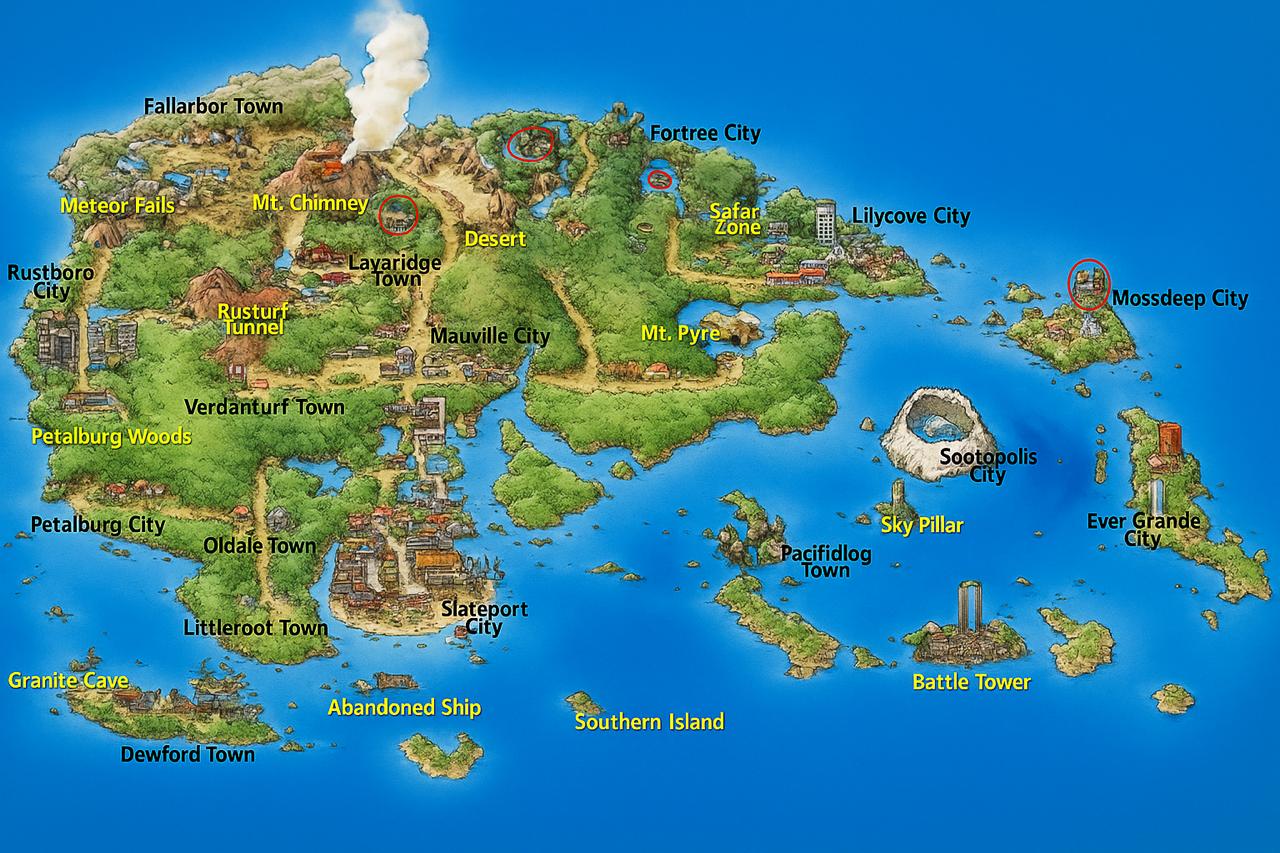 Fallarbor Town
Fortree City
Meteor Fails
Mt. Chimney
Safar
Zone
Lilycove City
Desert
Rustboro
City
Lavaridge
Town
Mossdeep City
Rusturf
Tunnel
Mauville City
Mt. Pyre
Verdanturf Town
Petalburg Woods
Sootopolis
City
Petalburg City
Oldale Town
Sky Pillar
Ever Grande
City
Pacifidlog
Town
Slateport
City
Littleroot Town
Granite Cave
Battle Tower
Abandoned Ship
Southern Island
Dewford Town